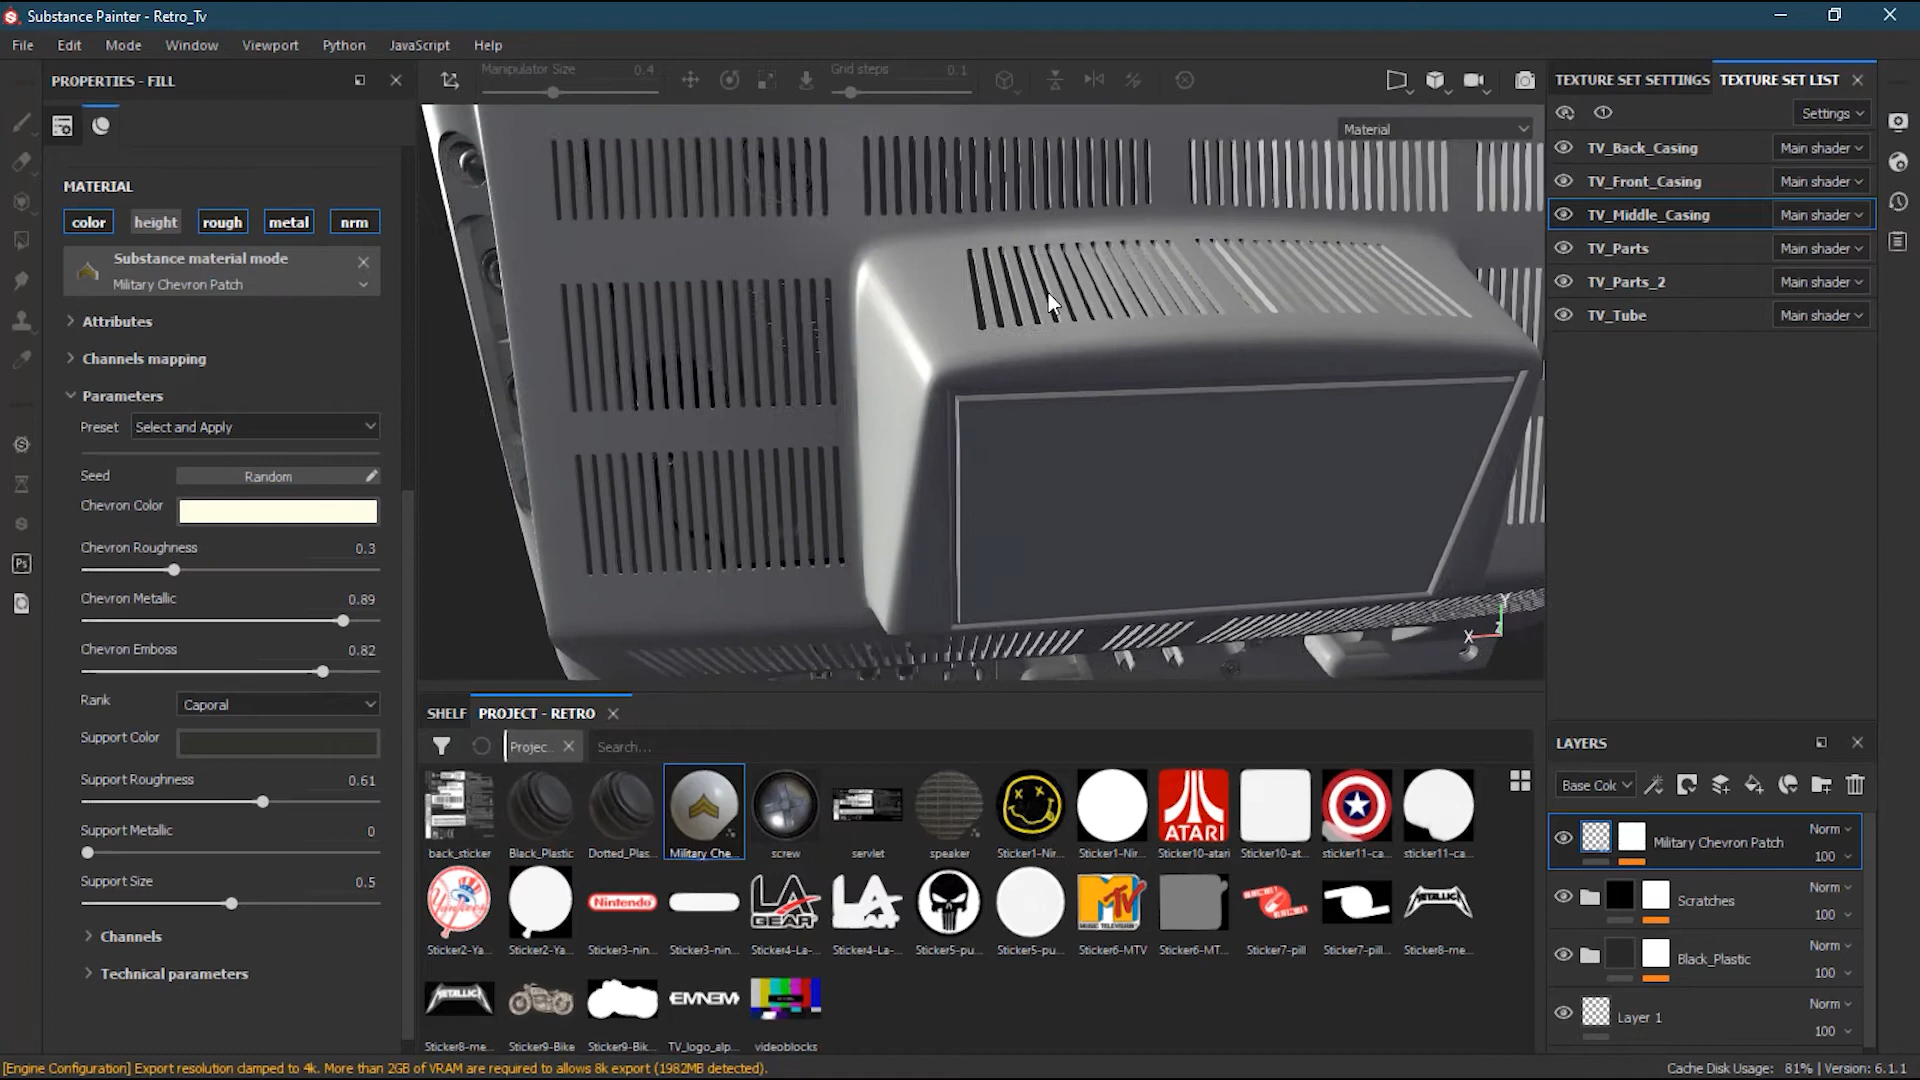 Substance Painter - Retro_Tv
File Edit Mode Window Viewport Python JavaScript Help
PROPERTIES - FILL
Manipulator Size 0.4
Grid steps 0.1
MATERIAL
color height rough metal nrm
Substance material mode
Military Chevron Patch
Attributes
Channels mapping
Parameters
Preset Select and Apply
Seed Random
Chevron Color
Chevron Roughness 0.3
Chevron Metallic 0.89
Chevron Emboss 0.82
Rank Caporal
Support Color
Support Roughness 0.61
Support Metallic 0
Support Size 0.5
Channels
Technical parameters
Material
Y
X Z
SHELF PROJECT - RETRO
Projec... Search...
back_sticker Black_Plastic Dotted_Plas... Military Che... screw servlet speaker Sticker1-Nir... Sticker1-Nir... Sticker10-atari Sticker10-at... sticker11-ca... sticker11-ca...
ATARI
Sticker2-Ya... Sticker2-Ya... Sticker3-nin... Sticker3-nin... Sticker4-La-... Sticker4-La-... Sticker5-pu... Sticker5-pu... Sticker6-MTV Sticker6-MT... Sticker7-pill Sticker7-pill... Sticker8-me...
Nintendo
LA GEAR
MTV
MUSIC TELEVISION
METALLICA
METALLICA
EMINEM
Sticker8-me... Sticker9-Bike Sticker9-Bik... TV_logo_alp... videoblocks
TEXTURE SET SETTINGS TEXTURE SET LIST
Settings
TV_Back_Casing Main shader
TV_Front_Casing Main shader
TV_Middle_Casing Main shader
TV_Parts Main shader
TV_Parts_2 Main shader
TV_Tube Main shader
LAYERS
Base Col
Military Chevron Patch Norm 100
Scratches Norm 100
Black_Plastic Norm 100
Layer 1 Norm 100
Ps
[Engine Configuration] Export resolution clamped to 4k. More than 2GB of VRAM are required to allows 8k export (1982MB detected).
Cache Disk Usage: 81% | Version: 6.1.1